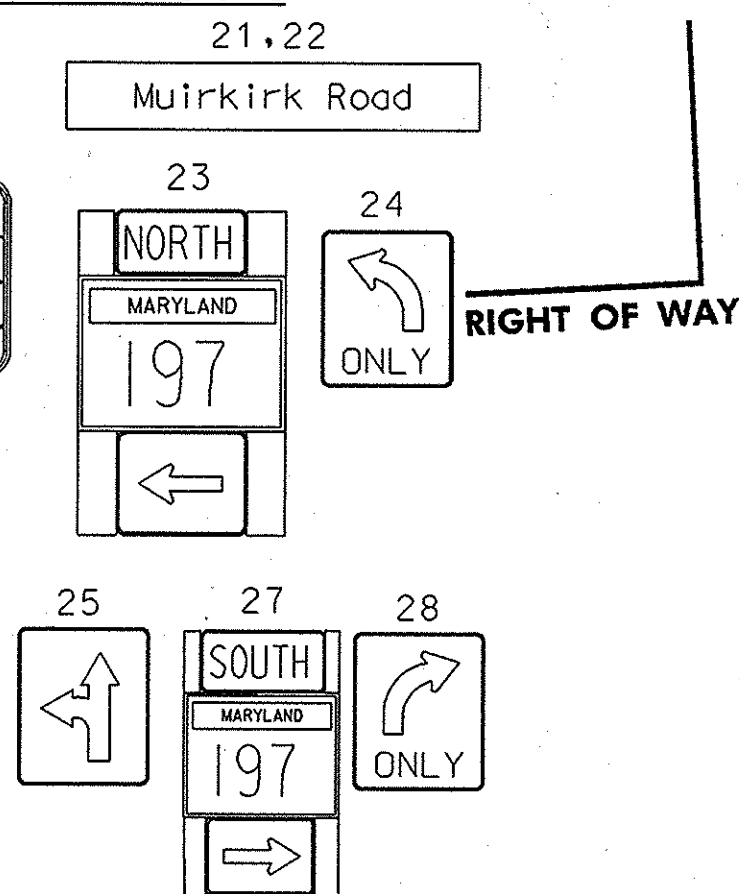 21,22
Muirkirk Road
23
NORTH
MARYLAND
197
24
ONLY
RIGHT OF WAY
25
27
SOUTH
MARYLAND
197
28
ONLY